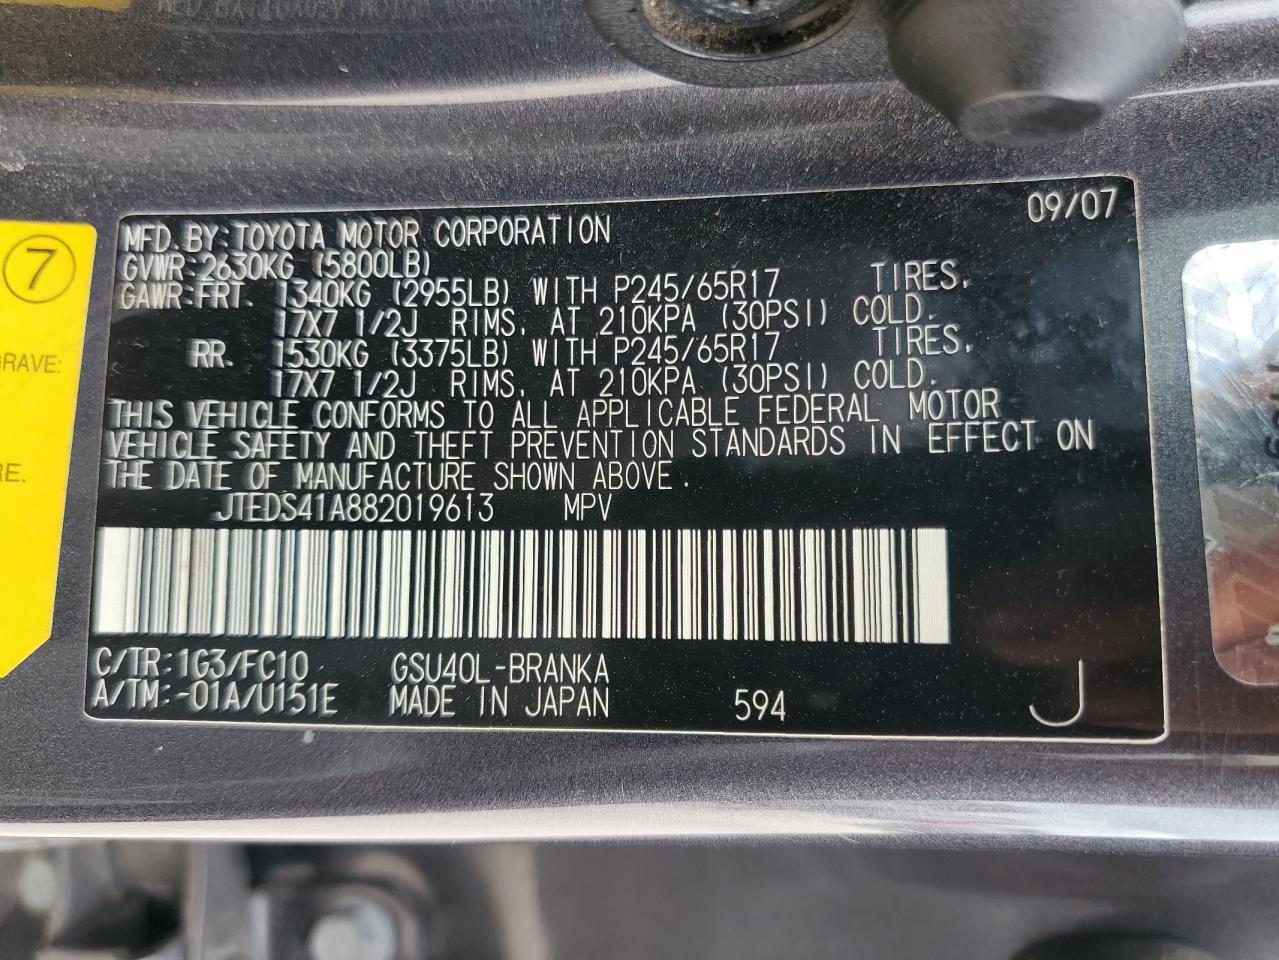 09/07
MFD. BY: TOYOTA MOTOR CORPORATION
GVWR: 2630KG (5800LB)
GAWR: FRT. 1340KG (2955LB) WITH P245/65R17 TIRES,
17X7 1/2J RIMS, AT 210KPA (30PSI) COLD.
RR. 1530KG (3375LB) WITH P245/65R17 TIRES,
17X7 1/2J RIMS, AT 210KPA (30PSI) COLD.
THIS VEHICLE CONFORMS TO ALL APPLICABLE FEDERAL MOTOR
VEHICLE SAFETY AND THEFT PREVENTION STANDARDS IN EFFECT ON
THE DATE OF MANUFACTURE SHOWN ABOVE.
JTEDS41A882019613 MPV
C/TR: 1G3/FC10 GSU40L-BRANKA
A/TM: -01A/U151E MADE IN JAPAN 594 J
7
GRAVE:
RE.